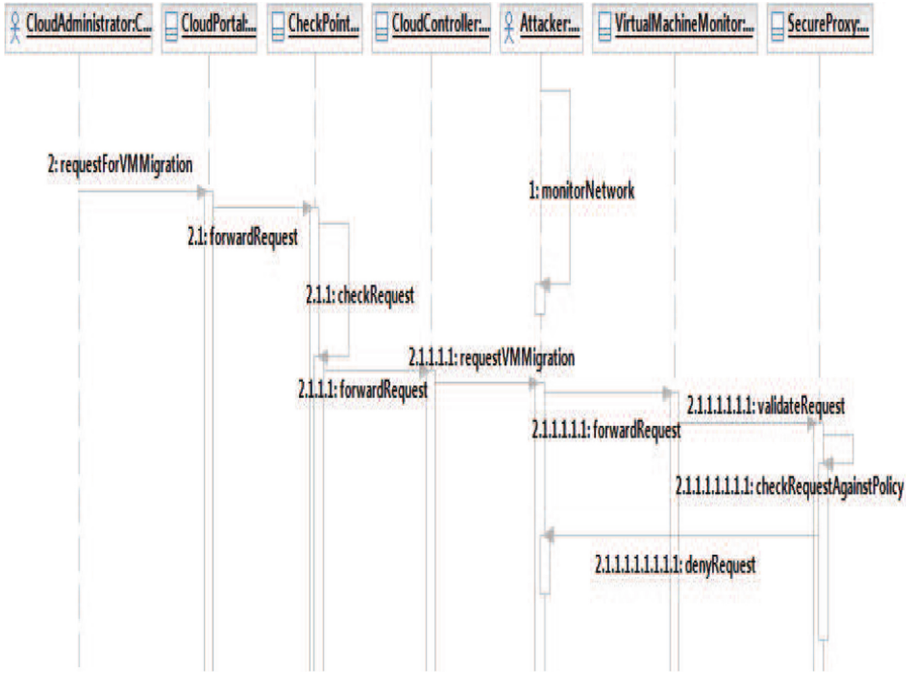 CloudAdministrator:C... CloudPortal:... CheckPoint... CloudController:... Attacker:... VirtualMachineMonitor:... SecureProxy:...
2: requestForVMMigration
1: monitorNetwork
2.1: forwardRequest
2.1.1: checkRequest
2.1.1.1.1: requestVMMigration
2.1.1.1: forwardRequest
2.1.1.1.1.1.1: validateRequest
2.1.1.1.1.1: forwardRequest
2.1.1.1.1.1.1.1: checkRequestAgainstPolicy
2.1.1.1.1.1.1.1.1: denyRequest